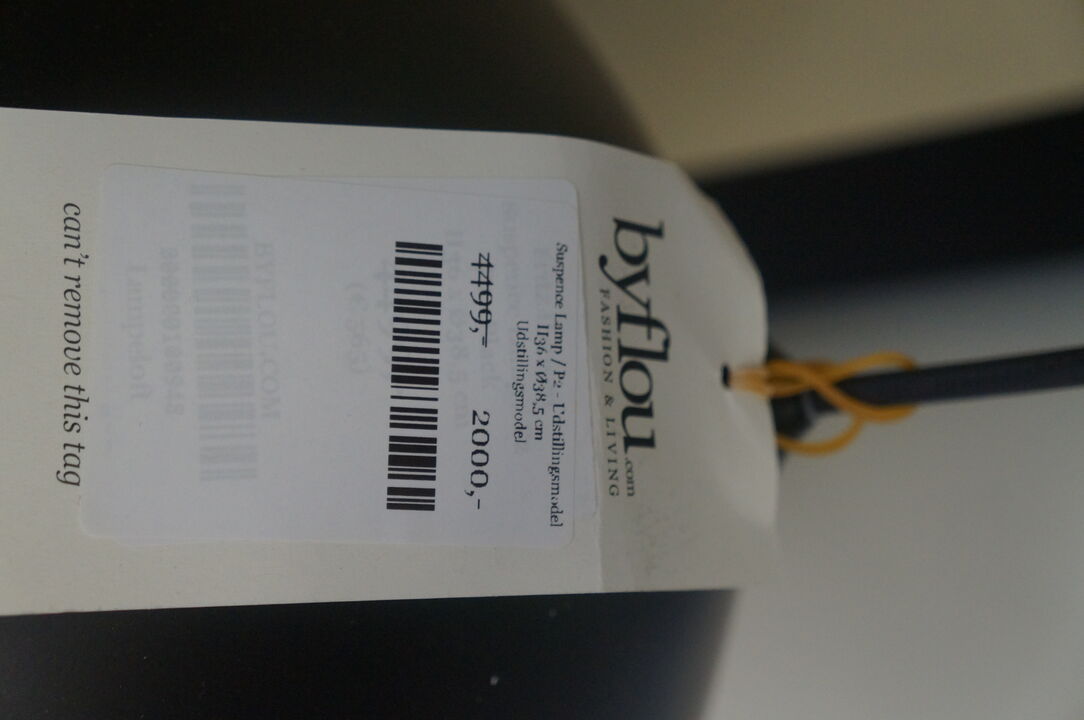 byflou.com
FASHION & LIVING
Suspence Lamp / P2 - Udstillingsmodel
H36 x Ø38,5 cm
Udstillingsmodel
4499,- 2000,-
can't remove this tag